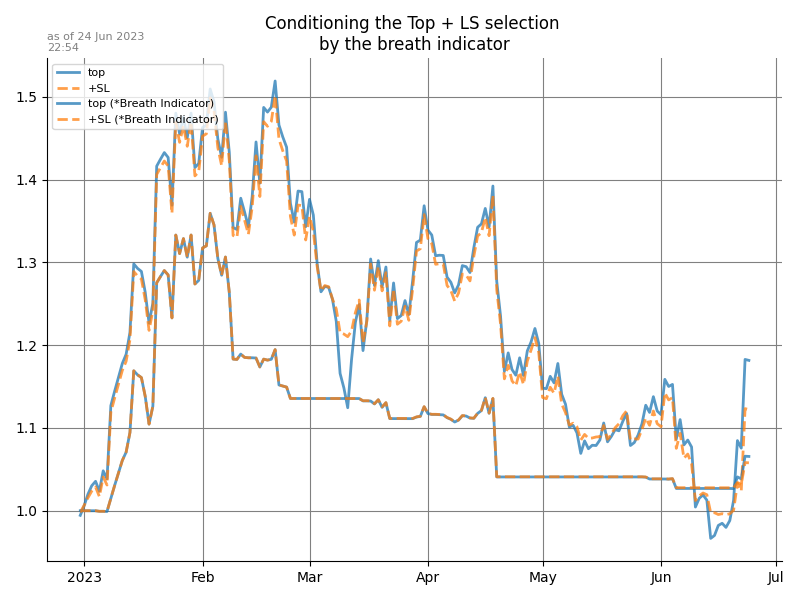 Conditioning the Top + LS selection
by the breath indicator
as of 24 Jun 2023
22:54
top
+SL
top (*Breath Indicator)
+SL (*Breath Indicator)
1.5
1.4
1.3
1.2
1.1
1.0
2023 Feb Mar Apr May Jun Jul